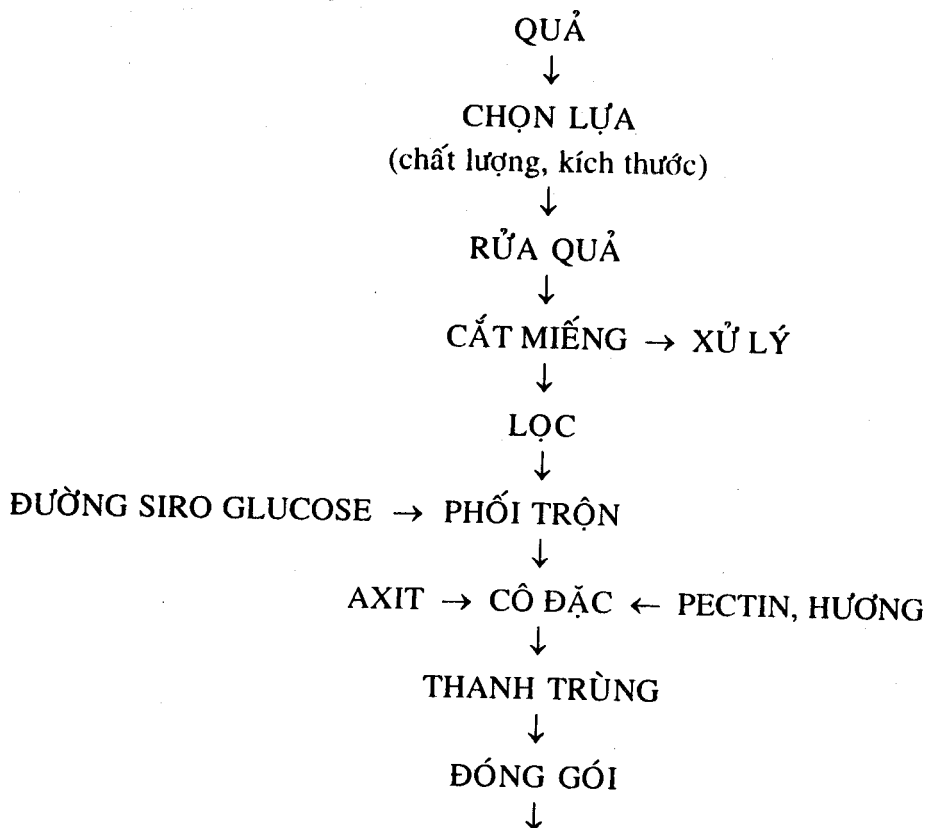 QUẢ
↓
CHỌN LỰA
(chất lượng, kích thước)
↓
RỬA QUẢ
↓
CẮT MIẾNG → XỬ LÝ
↓
LỌC
↓
ĐƯỜNG SIRO GLUCOSE → PHỐI TRỘN
↓
AXIT → CÔ ĐẶC ← PECTIN, HƯƠNG
↓
THANH TRÙNG
↓
ĐÓNG GÓI
↓